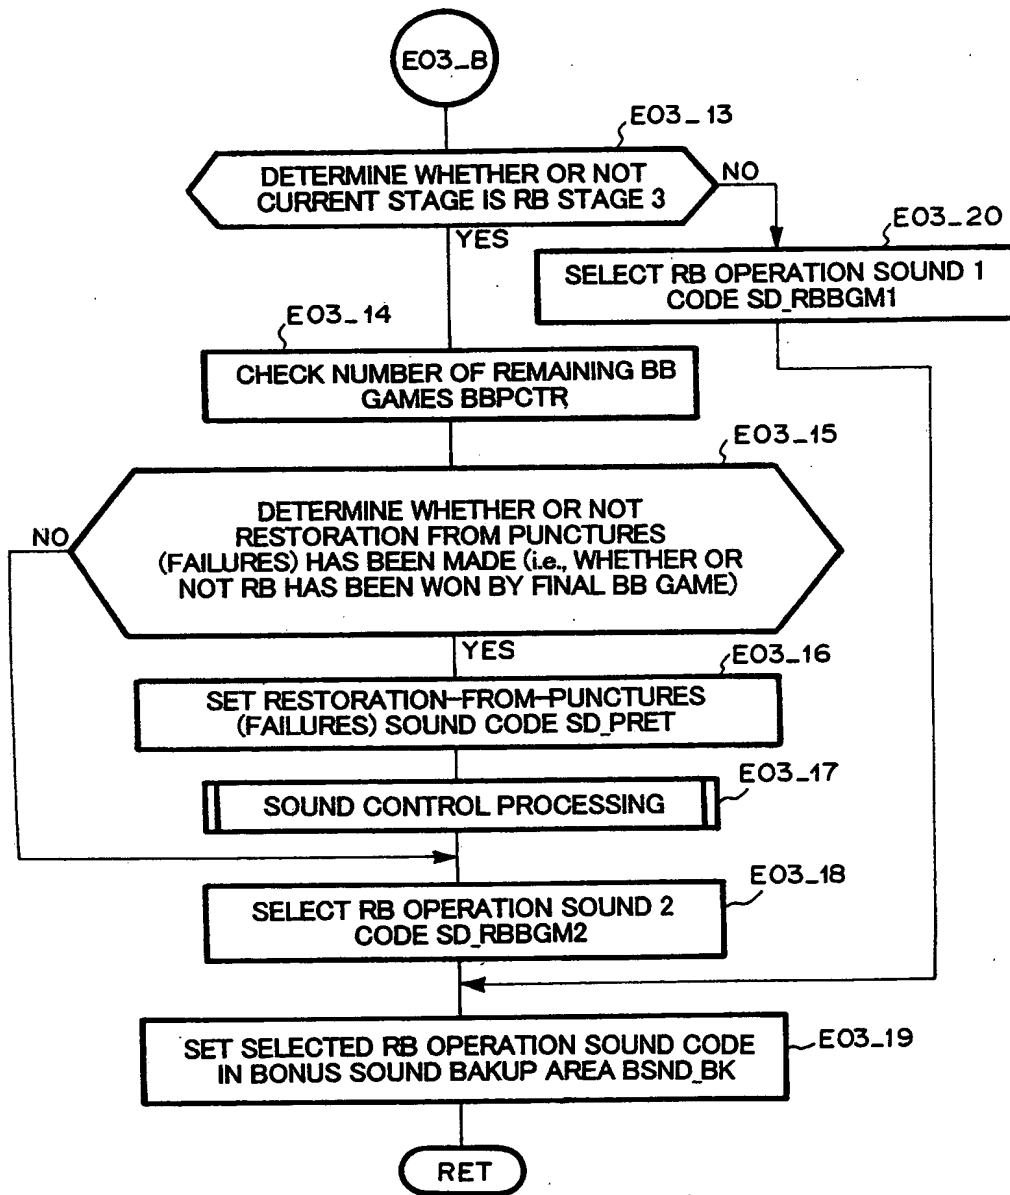 E03_B
E03_13
DETERMINE WHETHER OR NOT
CURRENT STAGE IS RB STAGE 3
NO
YES
E03_20
SELECT RB OPERATION SOUND 1
CODE SD_RBBGM1
E03_14
CHECK NUMBER OF REMAINING BB
GAMES BBPCTR
E03_15
DETERMINE WHETHER OR NOT
RESTORATION FROM PUNCTURES
(FAILURES) HAS BEEN MADE (i.e., WHETHER OR
NOT RB HAS BEEN WON BY FINAL BB GAME)
NO
YES
E03_16
SET RESTORATION-FROM-PUNCTURES
(FAILURES) SOUND CODE SD_PRET
E03_17
SOUND CONTROL PROCESSING
E03_18
SELECT RB OPERATION SOUND 2
CODE SD_RBBGM2
E03_19
SET SELECTED RB OPERATION SOUND CODE
IN BONUS SOUND BAKUP AREA BSND_BK
RET